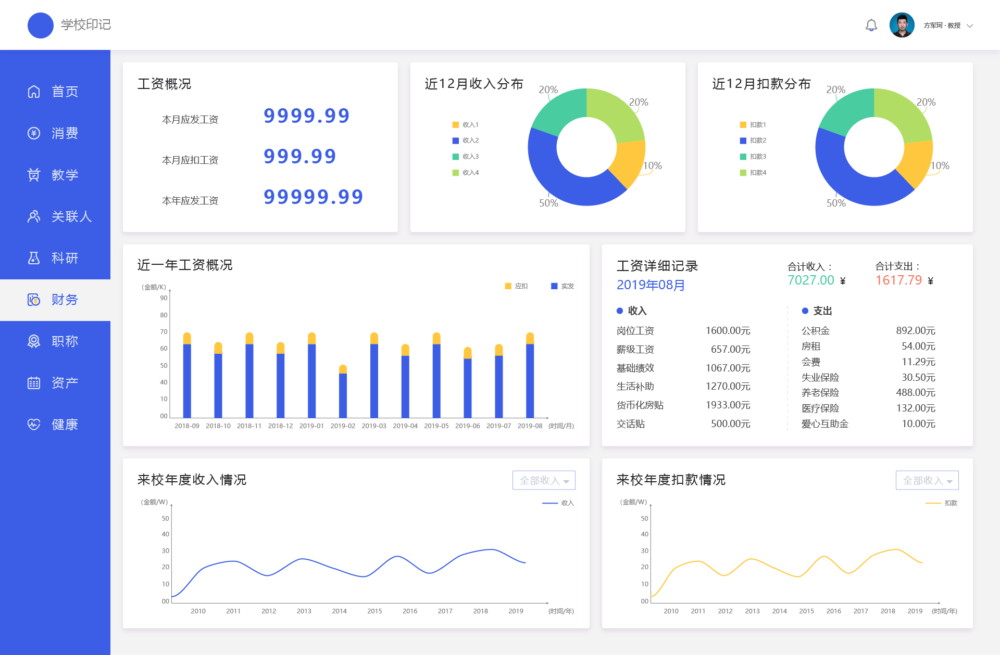 学校印记
方军珂 · 教授
首页
消费
教学
关联人
科研
财务
职称
资产
健康
工资概况
本月应发工资 9999.99
本月应扣工资 999.99
本年应发工资 99999.99
近12月收入分布
收入1
收入2
收入3
收入4
20%
20%
10%
50%
近12月扣款分布
扣款1
扣款2
扣款3
扣款4
20%
20%
10%
50%
近一年工资概况
应扣 实发
(金额/K)
90
80
70
60
50
40
10
00
2018-09 2018-10 2018-11 2018-12 2019-01 2019-02 2019-03 2019-04 2019-05 2019-06 2019-07 2019-08 (时间/月)
工资详细记录
2019年08月
合计收入：
7027.00 ¥
合计支出：
1617.79 ¥
收入
岗位工资 1600.00元
薪级工资 657.00元
基础绩效 1067.00元
生活补助 1270.00元
货币化房贴 1933.00元
交话贴 500.00元
支出
公积金 892.00元
房租 54.00元
会费 11.29元
失业保险 30.50元
养老保险 488.00元
医疗保险 132.00元
爱心互助金 10.00元
来校年度收入情况
全部收入
(金额/W)
收入
50
40
30
20
10
00
2010 2011 2012 2013 2014 2015 2016 2017 2018 2019 (时间/年)
来校年度扣款情况
全部收入
(金额/W)
扣款
50
40
30
20
10
00
2010 2011 2012 2013 2014 2015 2016 2017 2018 2019 (时间/年)